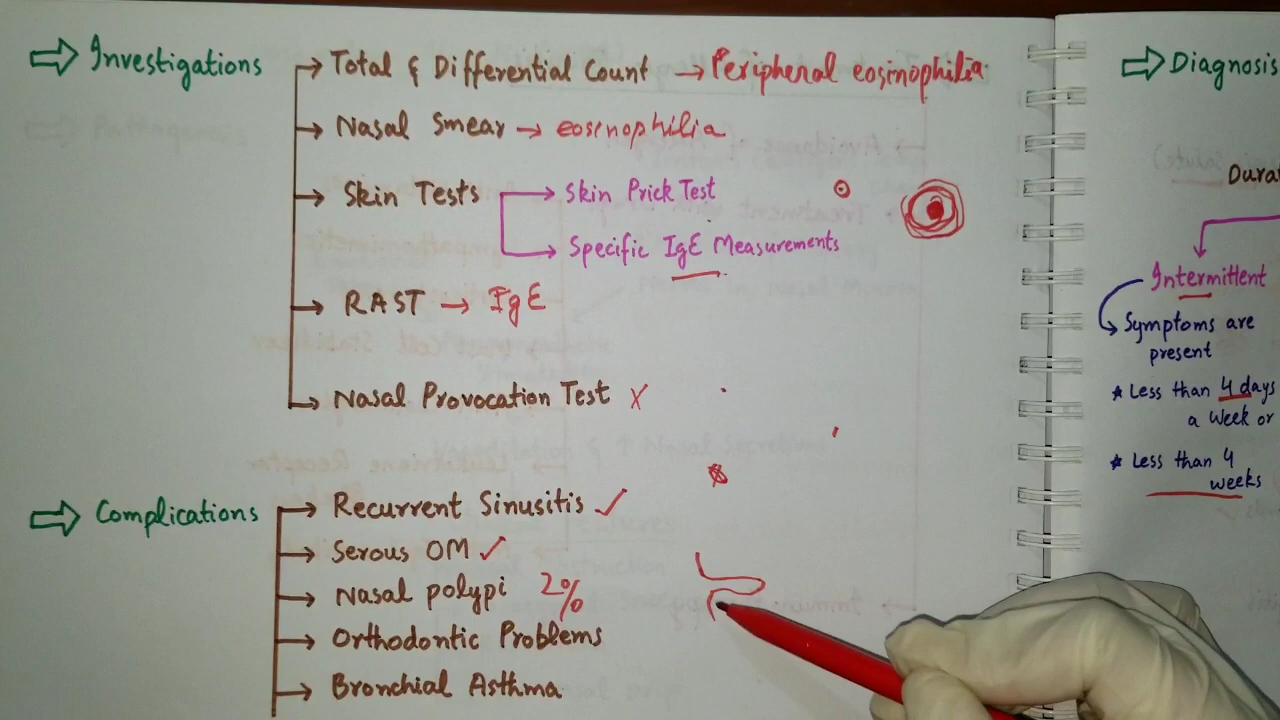 ⇨ Investigations
→ Total & Differential Count → Peripheral eosinophilia
→ Nasal Smear → eosinophilia
→ Skin Tests
→ Skin Prick Test
→ Specific IgE Measurements
→ RAST → IgE
→ Nasal Provocation Test X
⇨ Complications
→ Recurrent Sinusitis ✓
→ Serous OM ✓
→ Nasal polypi 2%
→ Orthodontic Problems
→ Bronchial Asthma
⇨ Diagnosis
Intermittent
Symptoms are
present
* Less than 4 days
a week or
* Less than 4
weeks